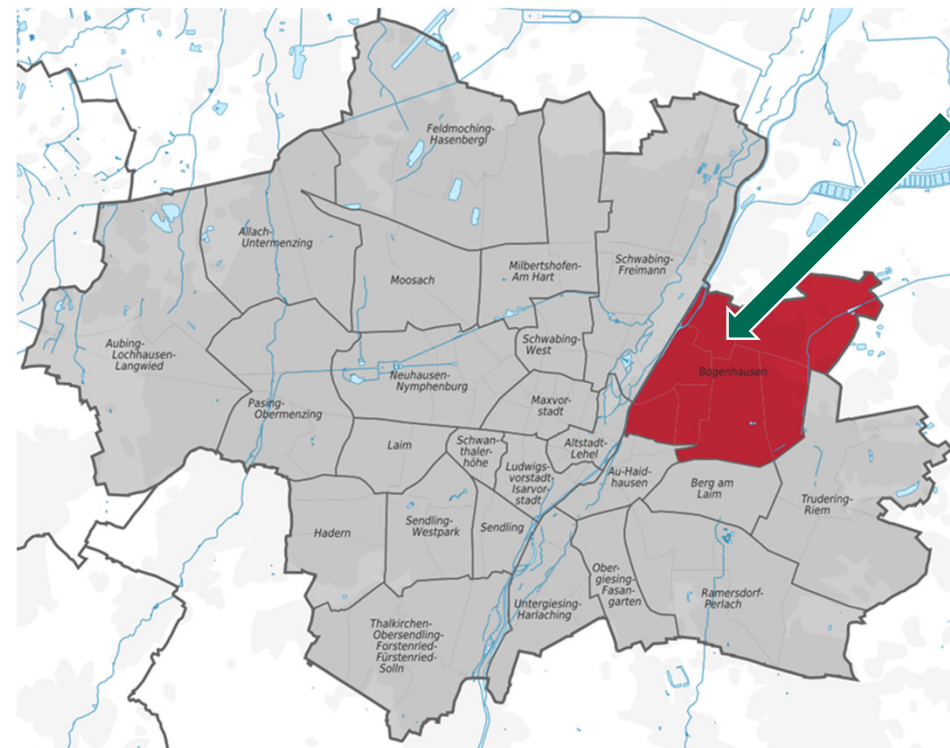 Feldmoching-
Hasenbergl
Allach-
Untermenzing
Moosach
Milbertshofen-
Am Hart
Schwabing-
Freimann
Aubing-
Lochhausen-
Langwied
Schwabing-
West
Neuhausen-
Nymphenburg
Bogenhausen
Pasing-
Obermenzing
Maxvor-
stadt
Laim
Schwan-
thaler-
höhe
Altstadt-
Lehel
Ludwigs-
vorstadt-
Isarvor-
stadt
Au-Haid-
hausen
Berg am
Laim
Trudering-
Riem
Hadern
Sendling-
Westpark
Sendling
Ober-
giesing-
Fasan-
garten
Untergiesing-
Harlaching
Ramersdorf-
Perlach
Thalkirchen-
Obersendling-
Forstenried-
Fürstenried-
Solln